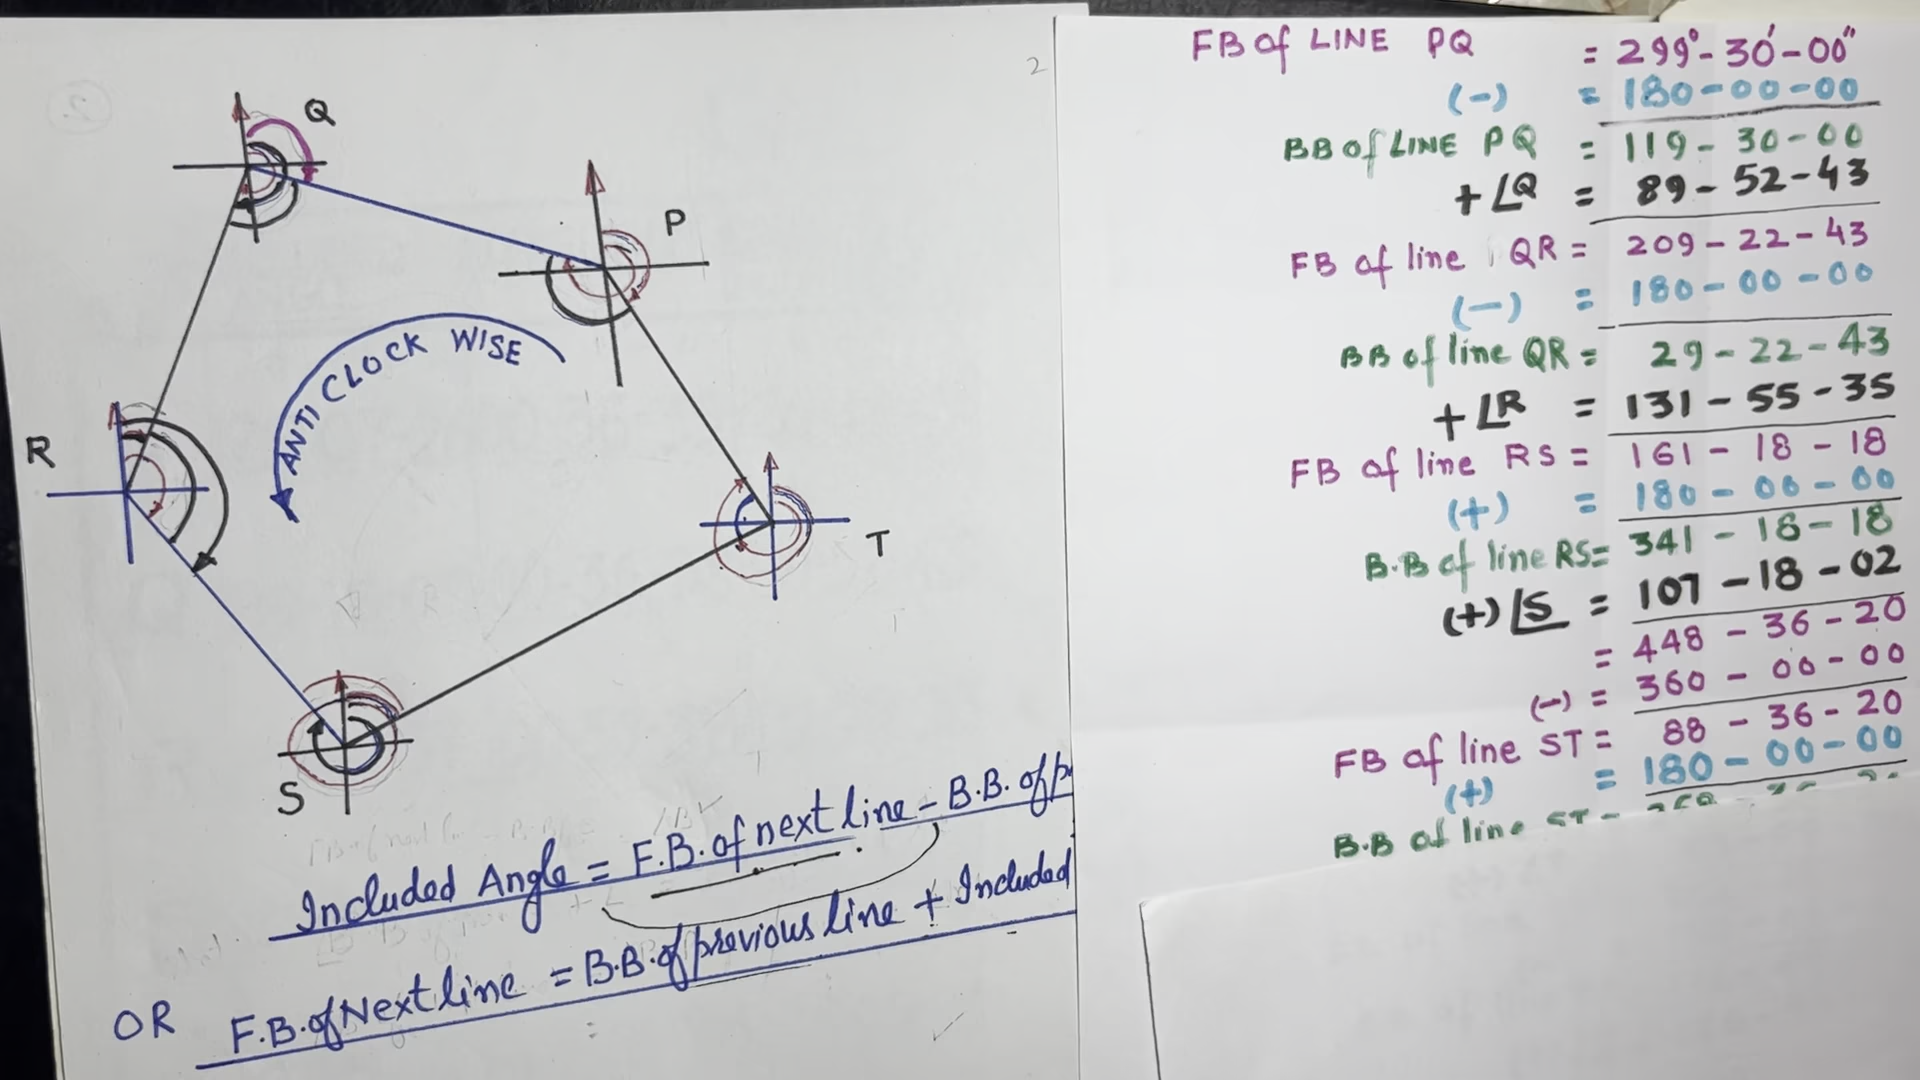 2
Q
P
ANTI CLOCK WISE
R
T
S
Included Angle = F.B. of next line - B.B. of
OR F.B. of Next line = B.B. of previous line + Included
FB of LINE PQ = 299°-30'-00"
(-) = 180-00-00
BB of LINE PQ = 119-30-00
+∠Q = 89-52-43
FB of line QR = 209-22-43
(-) = 180-00-00
BB of line QR = 29-22-43
+∠R = 131-55-35
FB of line RS = 161-18-18
(+) = 180-00-00
B.B of line RS = 341-18-18
(+)∠S = 107-18-02
= 448-36-20
(-) = 360-00-00
FB of line ST = 88-36-20
(+) = 180-00-00
B.B of line ST -